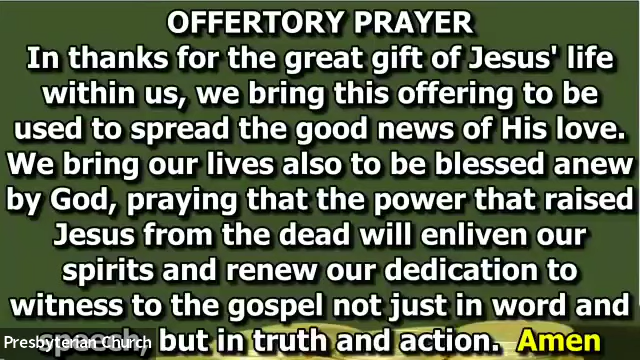 OFFERTORY PRAYER
In thanks for the great gift of Jesus' life
within us, we bring this offering to be
used to spread the good news of His love.
We bring our lives also to be blessed anew
by God, praying that the power that raised
Jesus from the dead will enliven our
spirits and renew our dedication to
witness to the gospel not just in word and
speech, but in truth and action. Amen
Presbyterian Church